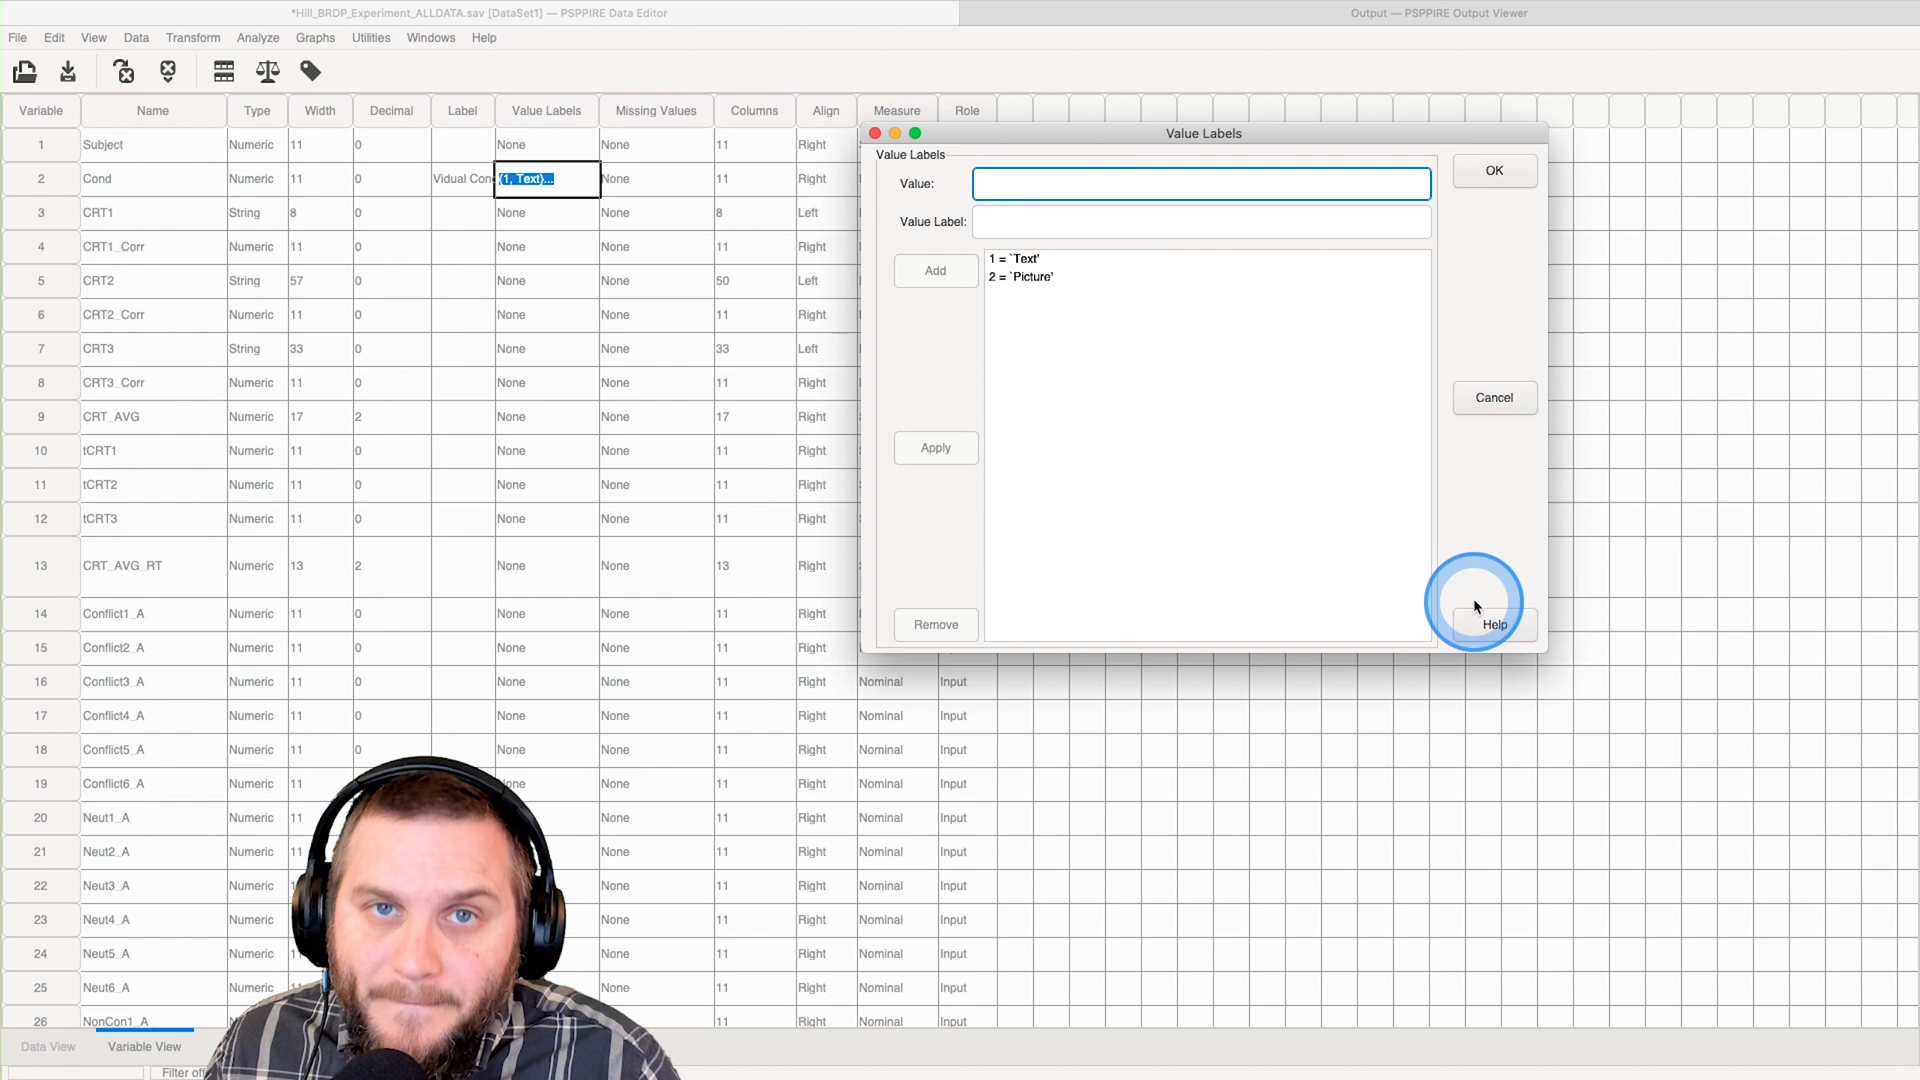 *Hill_BRDP_Experiment_ALLDATA.sav [DataSet1] — PSPPIRE Data Editor
Output — PSPPIRE Output Viewer
File Edit View Data Transform Analyze Graphs Utilities Windows Help
Variable Name Type Width Decimal Label Value Labels Missing Values Columns Align Measure Role
1 Subject Numeric 11 0 None None 11 Right
2 Cond Numeric 11 0 Vidual Con {1, Text}... None 11 Right
3 CRT1 String 8 0 None None 8 Left
4 CRT1_Corr Numeric 11 0 None None 11 Right
5 CRT2 String 57 0 None None 50 Left
6 CRT2_Corr Numeric 11 0 None None 11 Right
7 CRT3 String 33 0 None None 33 Left
8 CRT3_Corr Numeric 11 0 None None 11 Right
9 CRT_AVG Numeric 17 2 None None 17 Right
10 tCRT1 Numeric 11 0 None None 11 Right
11 tCRT2 Numeric 11 0 None None 11 Right
12 tCRT3 Numeric 11 0 None None 11 Right
13 CRT_AVG_RT Numeric 13 2 None None 13 Right
14 Conflict1_A Numeric 11 0 None None 11 Right
15 Conflict2_A Numeric 11 0 None None 11 Right
16 Conflict3_A Numeric 11 0 None None 11 Right Nominal Input
17 Conflict4_A Numeric 11 0 None None 11 Right Nominal Input
18 Conflict5_A Numeric 11 0 None None 11 Right Nominal Input
19 Conflict6_A Numeric 11 None None 11 Right Nominal Input
20 Neut1_A Numeric 11 None 11 Right Nominal Input
21 Neut2_A Numeric 11 None 11 Right Nominal Input
22 Neut3_A Numeric None 11 Right Nominal Input
23 Neut4_A Numeric None 11 Right Nominal Input
24 Neut5_A Numeric None 11 Right Nominal Input
25 Neut6_A Numeric None 11 Right Nominal Input
26 NonCon1_A 11 Right Nominal Input
Data View Variable View
Filter off
Value Labels
Value Labels
Value:
Value Label:
1 = `Text'
2 = `Picture'
Add
Apply
Remove
OK
Cancel
Help